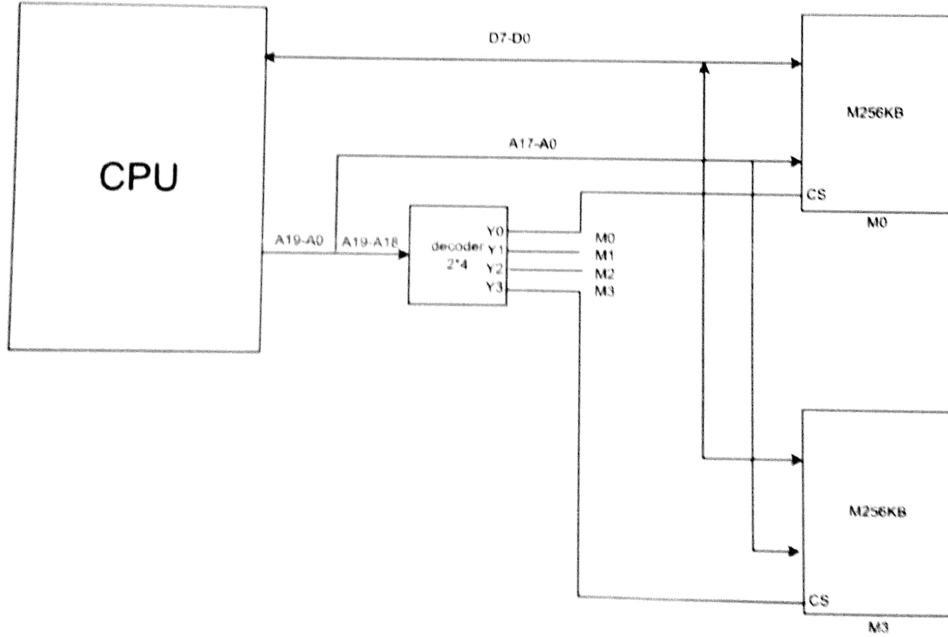 D7-D0
M256KB
A17-A0
CPU
CS
M0
A19-A0
A19-A18
decoder
2*4
Y0
Y1
Y2
Y3
M0
M1
M2
M3
M256KB
CS
M3